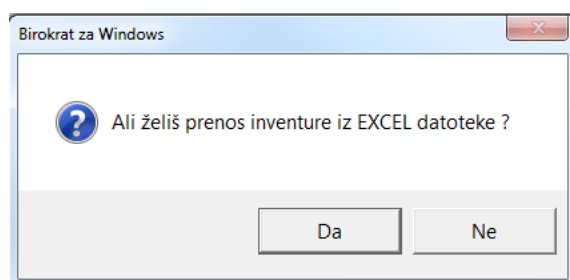 Birokrat za Windows
Ali želiš prenos inventure iz EXCEL datoteke ?
Da
Ne